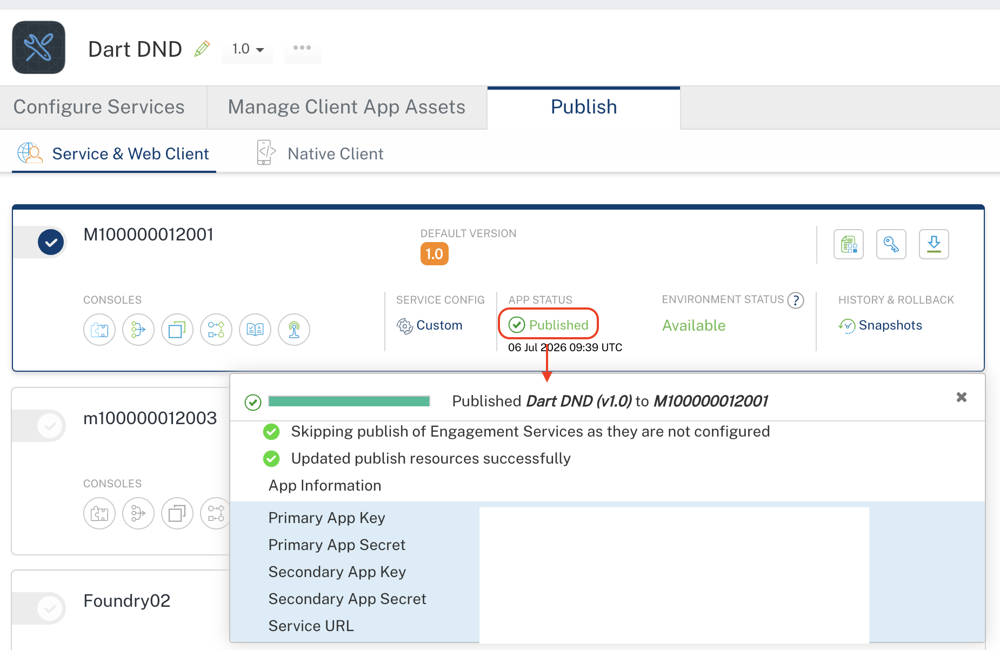 Dart DND
1.0
Configure Services
Manage Client App Assets
Publish
Service & Web Client
Native Client
M100000012001
DEFAULT VERSION
1.0
CONSOLES
SERVICE CONFIG
Custom
APP STATUS
Published
06 Jul 2026 09:39 UTC
ENVIRONMENT STATUS ?
Available
HISTORY & ROLLBACK
Snapshots
Published Dart DND (v1.0) to M100000012001
Skipping publish of Engagement Services as they are not configured
Updated publish resources successfully
App Information
Primary App Key
Primary App Secret
Secondary App Key
Secondary App Secret
Service URL
m100000012003
CONSOLES
Foundry02